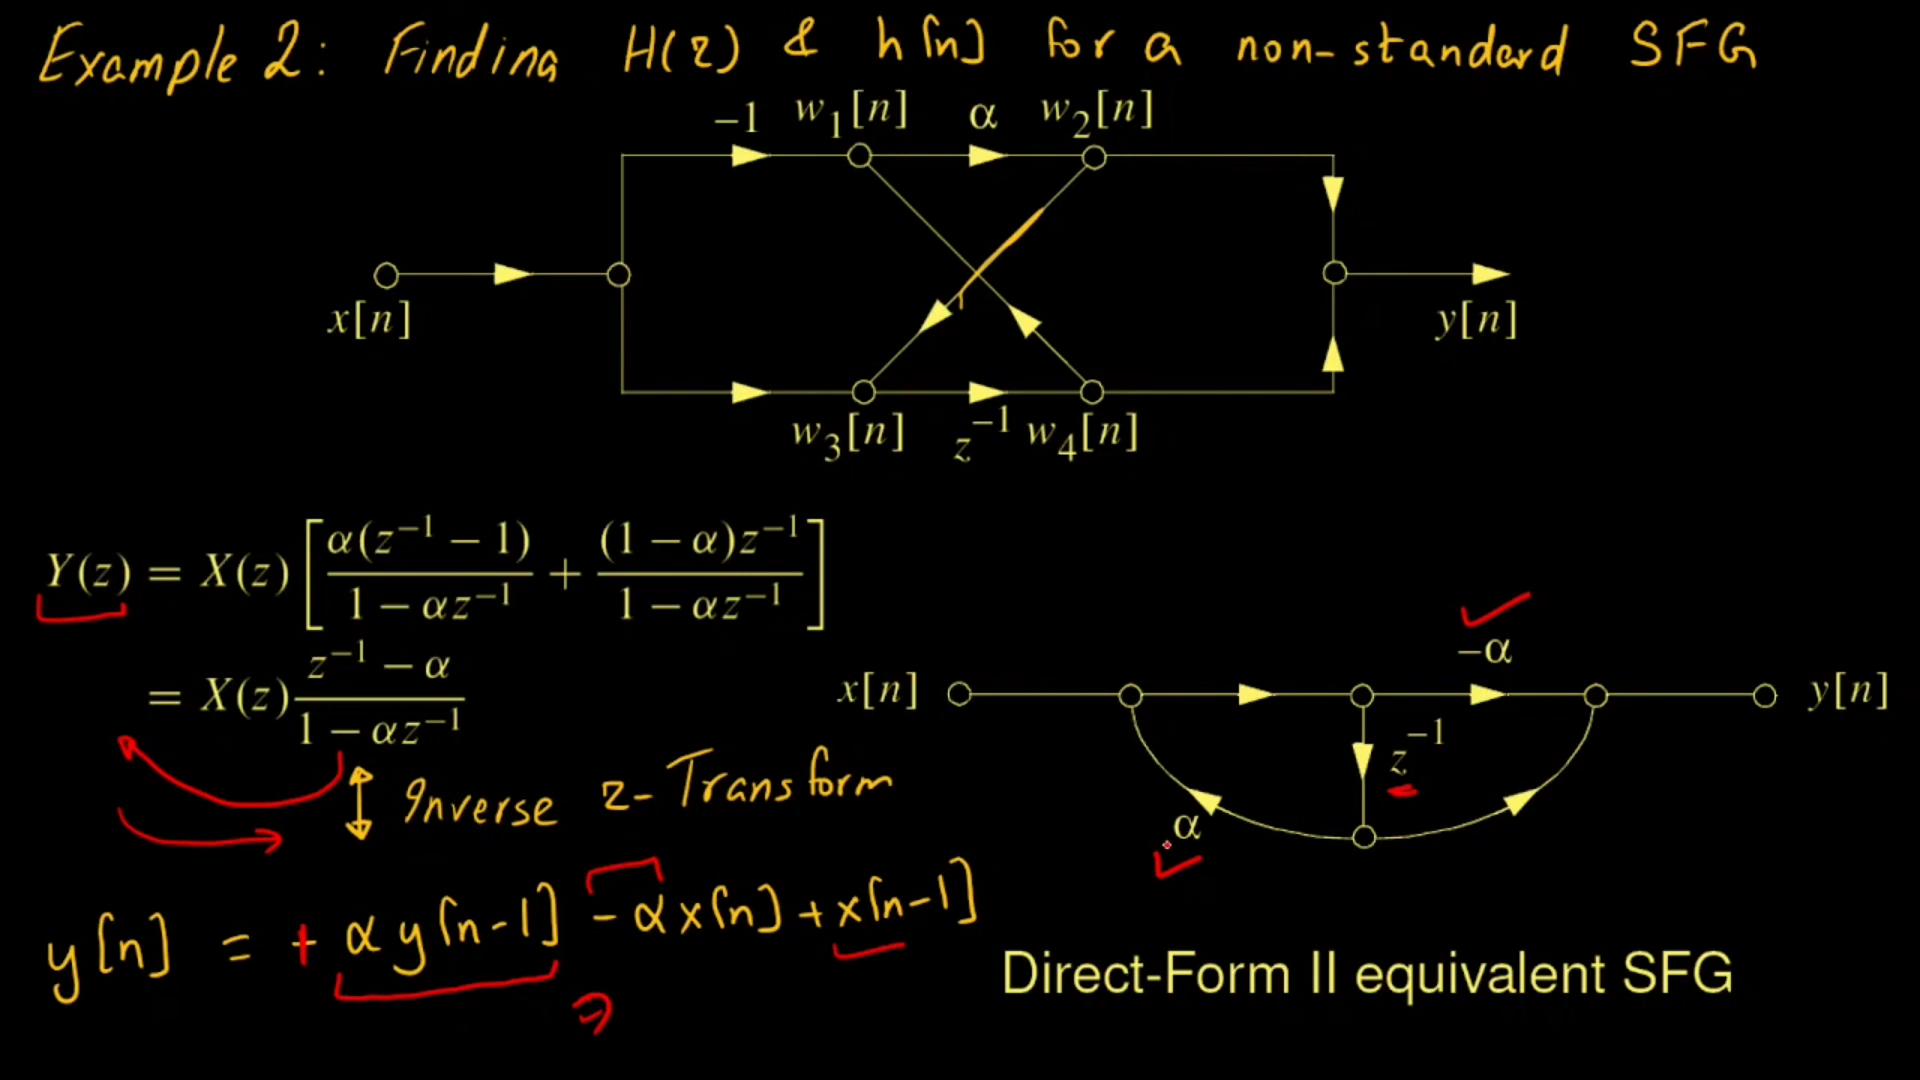 Example 2: Finding H(z) & h[n] for a non-standard SFG
−1 w₁[n] α w₂[n]
x[n] y[n]
w₃[n] z⁻¹ w₄[n]
Y(z) = X(z) [ α(z⁻¹ − 1) / (1 − αz⁻¹) + (1 − α)z⁻¹ / (1 − αz⁻¹) ]
= X(z) (z⁻¹ − α) / (1 − αz⁻¹)
Inverse z-Transform
y[n] = + α y[n-1] - α x[n] + x[n-1]
−α
x[n] y[n]
z⁻¹
α
Direct-Form II equivalent SFG